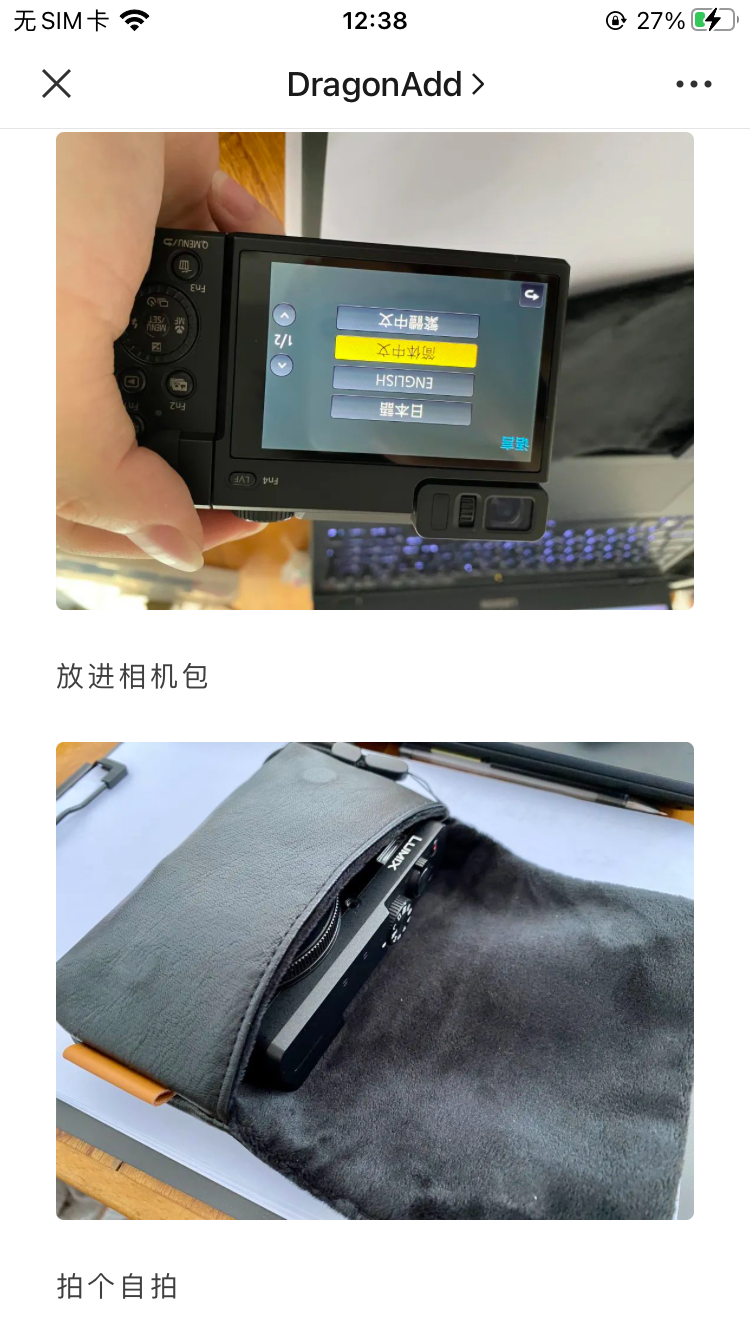 无SIM卡
12:38
27%
DragonAdd
Q.MENU/
Fn3
MENU
/SET
MF
Fn2
Fn
Fn4
LVF
语言
日本語
ENGLISH
简体中文
繁體中文
1/2
放进相机包
LUMIX
拍个自拍